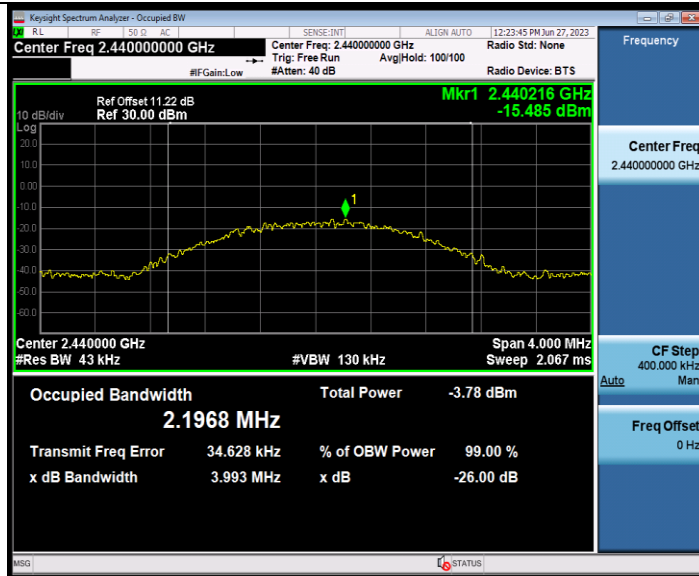 Keysight Spectrum Analyzer - Occupied BW
RL RF 50 Ω AC SENSE:INT ALIGN AUTO 12:23:45 PM Jun 27, 2023
Center Freq 2.440000000 GHz
Center Freq: 2.440000000 GHz Radio Std: None
Trig: Free Run Avg|Hold: 100/100
#IFGain:Low #Atten: 40 dB Radio Device: BTS
Ref Offset 11.22 dB Mkr1 2.440216 GHz
10 dB/div Ref 30.00 dBm -15.485 dBm
Log
20.0
10.0
0.00
-10.0
1
-20.0
-30.0
-40.0
-50.0
-60.0
Center 2.440000 GHz Span 4.000 MHz
#Res BW 43 kHz #VBW 130 kHz Sweep 2.067 ms
Occupied Bandwidth Total Power -3.78 dBm
2.1968 MHz
Transmit Freq Error 34.628 kHz % of OBW Power 99.00 %
x dB Bandwidth 3.993 MHz x dB -26.00 dB
MSG STATUS
Frequency
Center Freq
2.440000000 GHz
CF Step
400.000 kHz
Auto Man
Freq Offset
0 Hz